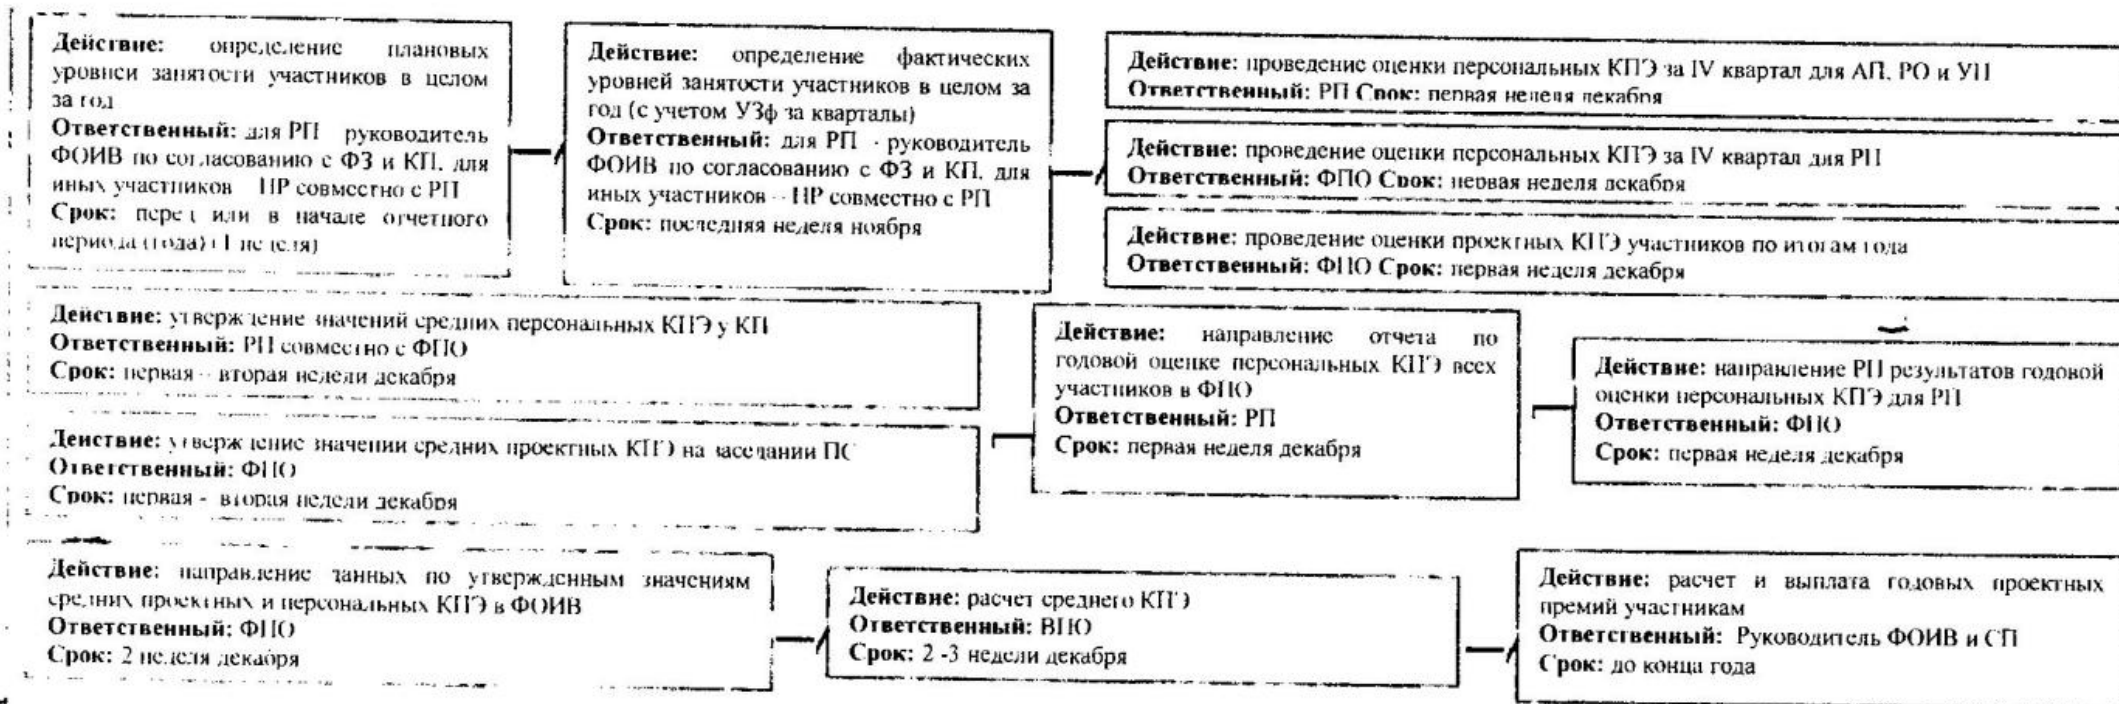 Действие: определение плановых
уровней занятости участников в целом
за год
Ответственный: для РП руководитель
ФОИВ по согласованию с ФЗ и КП, для
иных участников НР совместно с РП
Срок: перед или в начале отчетного
периода (года) (1 неделя)
Действие: определение фактических
уровней занятости участников в целом за
год (с учетом УЗф за кварталы)
Ответственный: для РП - руководитель
ФОИВ по согласованию с ФЗ и КП, для
иных участников - НР совместно с РП
Срок: последняя неделя ноября
Действие: проведение оценки персональных КПЭ за IV квартал для АП, РО и УП
Ответственный: РП Срок: первая неделя декабря
Действие: проведение оценки персональных КПЭ за IV квартал для РП
Ответственный: ФПО Срок: первая неделя декабря
Действие: проведение оценки проектных КПЭ участников по итогам года
Ответственный: ФПО Срок: первая неделя декабря
Действие: утверждение значений средних персональных КПЭ у КП
Ответственный: РП совместно с ФПО
Срок: первая - вторая недели декабря
Действие: утверждение значений средних проектных КПЭ на заседании ПС
Ответственный: ФПО
Срок: первая - вторая недели декабря
Действие: направление отчета по
годовой оценке персональных КПЭ всех
участников в ФПО
Ответственный: РП
Срок: первая неделя декабря
Действие: направление РП результатов годовой
оценки персональных КПЭ для РП
Ответственный: ФПО
Срок: первая неделя декабря
Действие: направление данных по утвержденным значениям
средних проектных и персональных КПЭ в ФОИВ
Ответственный: ФПО
Срок: 2 неделя декабря
Действие: расчет среднего КПЭ
Ответственный: ВПО
Срок: 2 -3 недели декабря
Действие: расчет и выплата годовых проектных
премий участникам
Ответственный: Руководитель ФОИВ и СП
Срок: до конца года